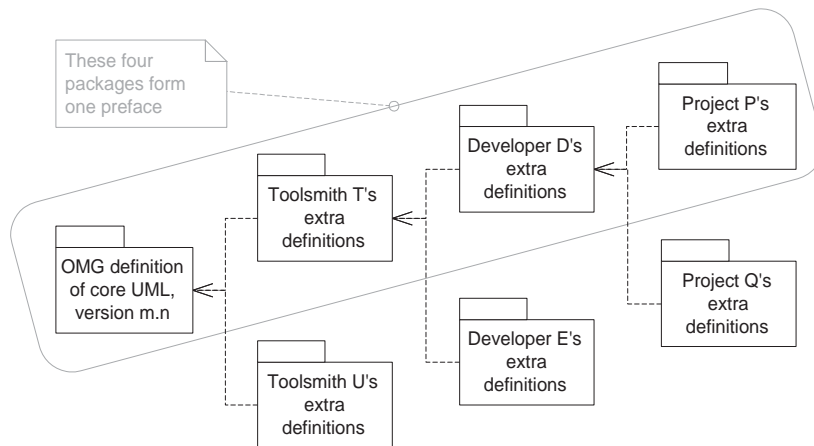 These four
packages form
one preface
Project P's
extra
definitions
Developer D's
extra
definitions
Toolsmith T's
extra
definitions
OMG definition
of core UML,
version m.n
Project Q's
extra
definitions
Developer E's
extra
definitions
Toolsmith U's
extra
definitions